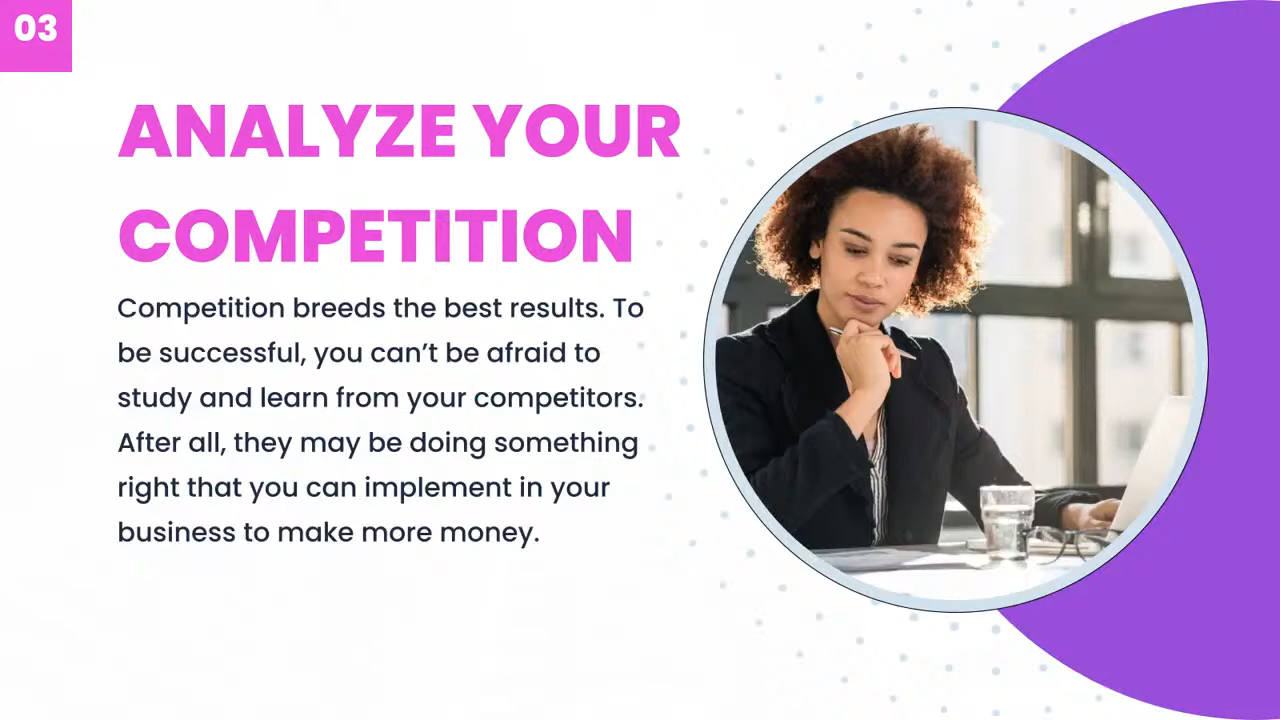 03
ANALYZE YOUR
COMPETITION
Competition breeds the best results. To
be successful, you can’t be afraid to
study and learn from your competitors.
After all, they may be doing something
right that you can implement in your
business to make more money.